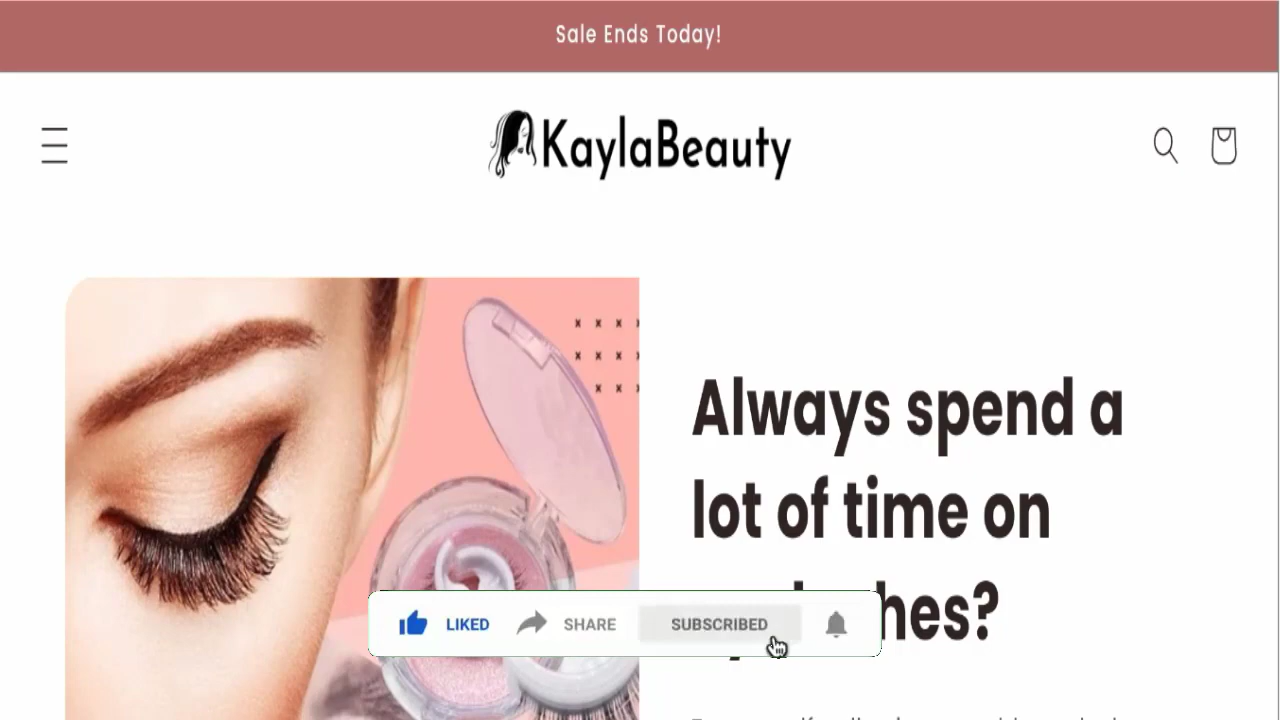 Sale Ends Today!
KaylaBeauty
Always spend a
lot of time on
LIKED
SHARE
SUBSCRIBED